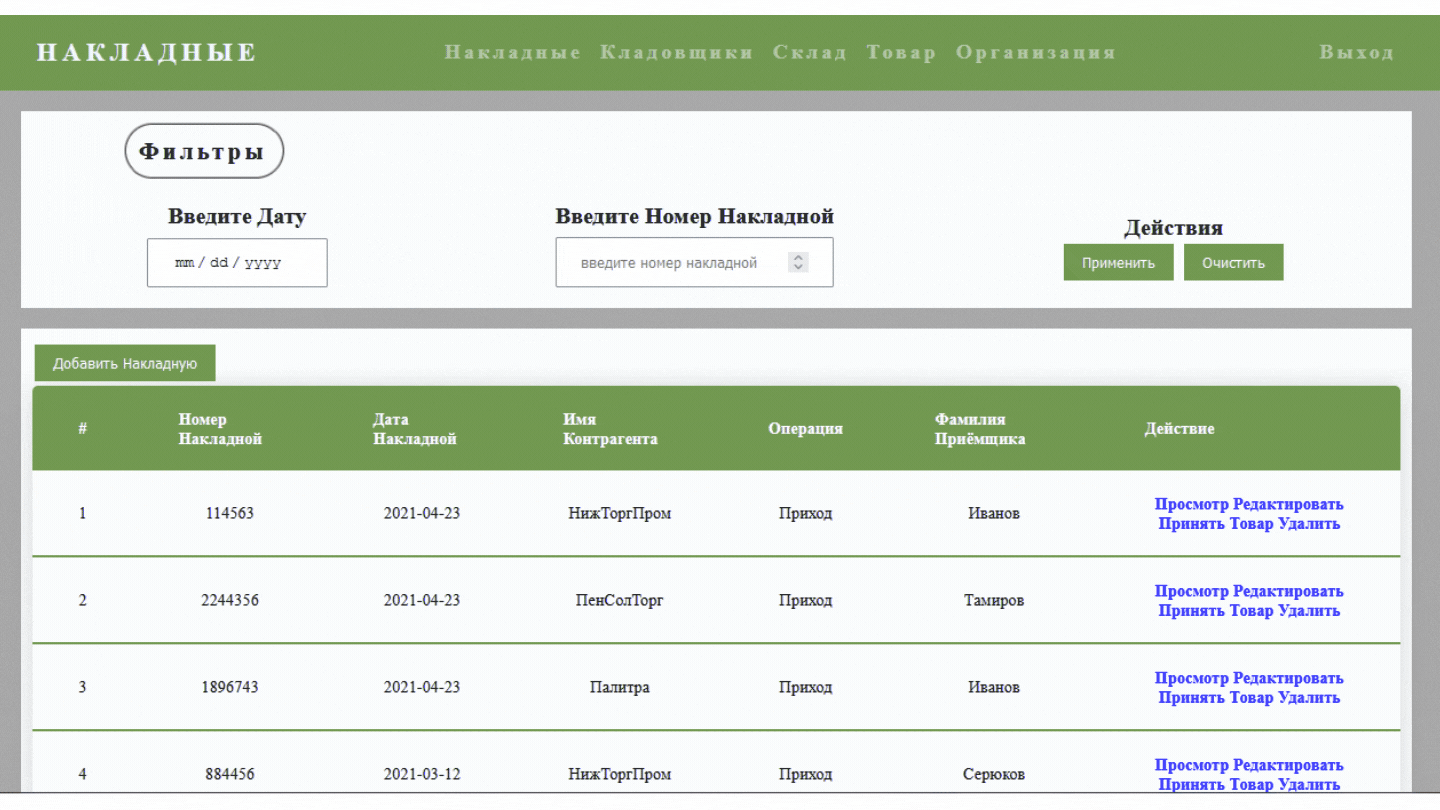 НАКЛАДНЫЕ Накладные Кладовщики Склад Товар Организация Выход
Фильтры
Введите Дату Введите Номер Накладной Действия
mm / dd / yyyy введите номер накладной Применить Очистить
Добавить Накладную
# Номер Накладной Дата Накладной Имя Контрагента Операция Фамилия Приёмщика Действие
1 114563 2021-04-23 НижТоргПром Приход Иванов Просмотр Редактировать
Принять Товар Удалить
2 2244356 2021-04-23 ПенСолТорг Приход Тамиров Просмотр Редактировать
Принять Товар Удалить
3 1896743 2021-04-23 Палитра Приход Иванов Просмотр Редактировать
Принять Товар Удалить
4 884456 2021-03-12 НижТоргПром Приход Серюков Просмотр Редактировать
Принять Товар Удалить